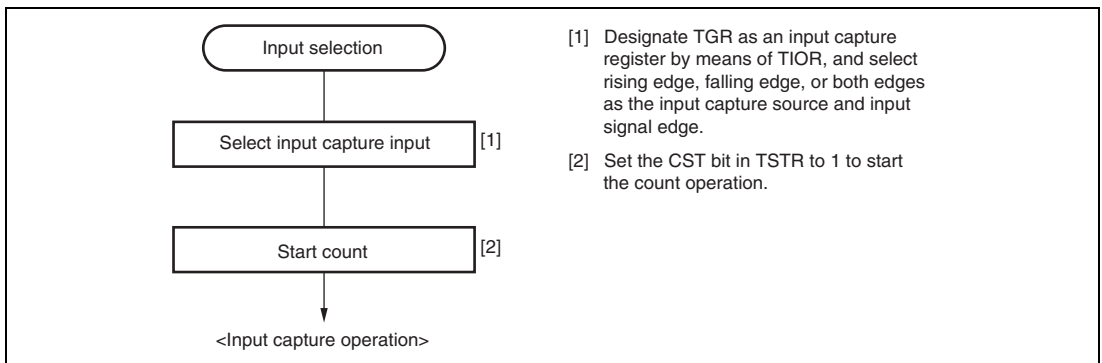 Input selection
Select input capture input
[1]
Start count
[2]
<Input capture operation>
[1] Designate TGR as an input capture
register by means of TIOR, and select
rising edge, falling edge, or both edges
as the input capture source and input
signal edge.
[2] Set the CST bit in TSTR to 1 to start
the count operation.